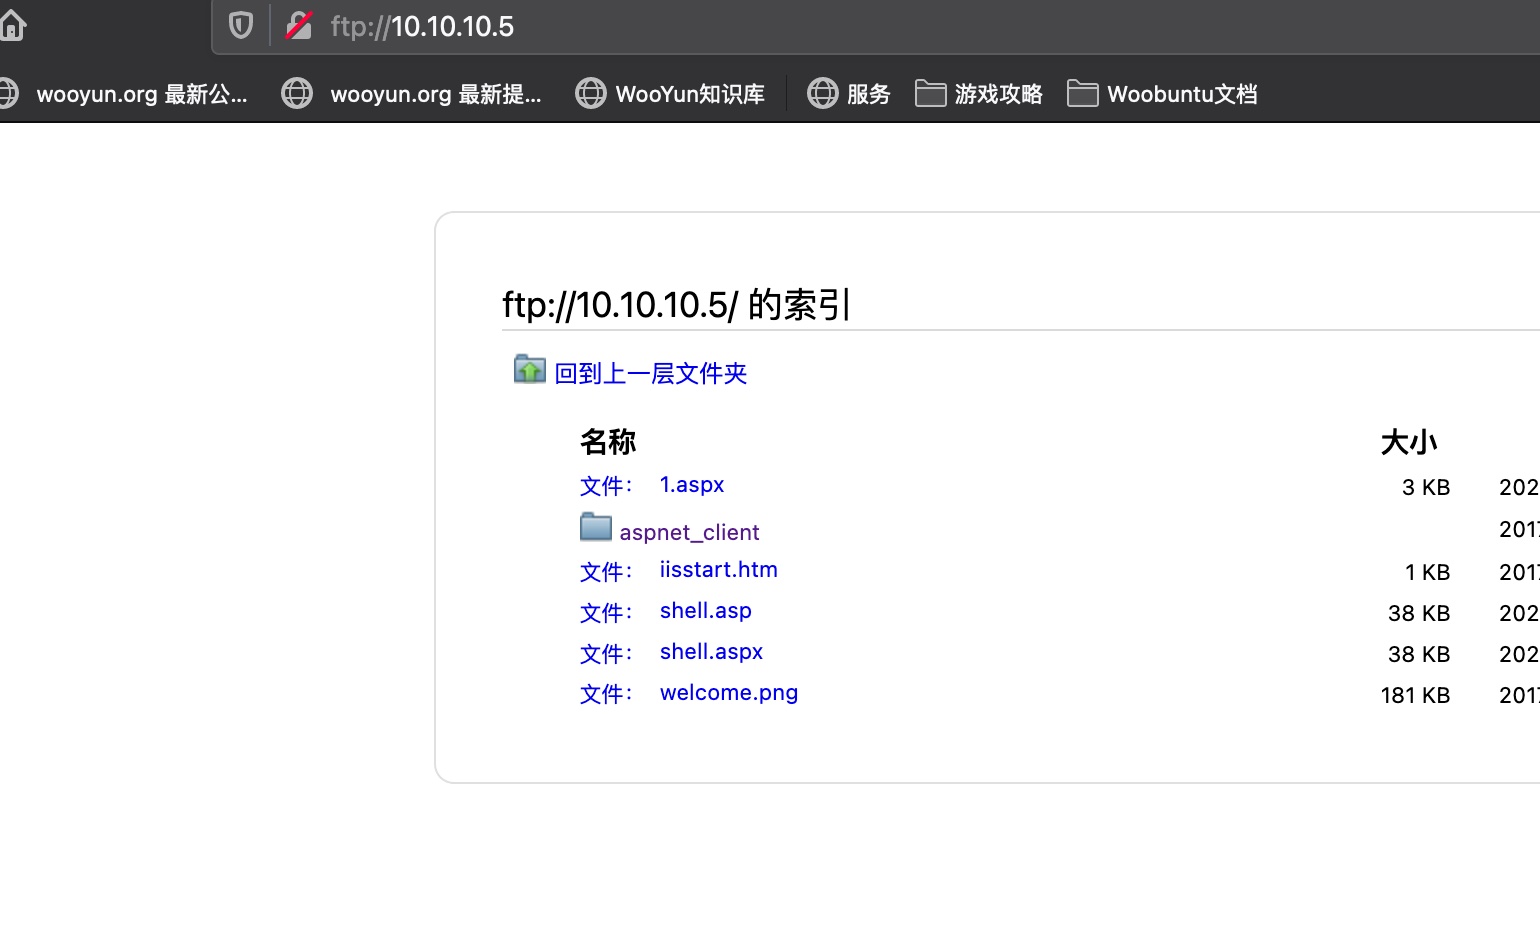 ftp://10.10.10.5
wooyun.org 最新公... wooyun.org 最新提... WooYun知识库 服务 游戏攻略 Woobuntu文档
ftp://10.10.10.5/ 的索引
回到上一层文件夹
名称 大小
文件： 1.aspx 3 KB 202
aspnet_client 2017
文件： iisstart.htm 1 KB 2017
文件： shell.asp 38 KB 202
文件： shell.aspx 38 KB 202
文件： welcome.png 181 KB 2017